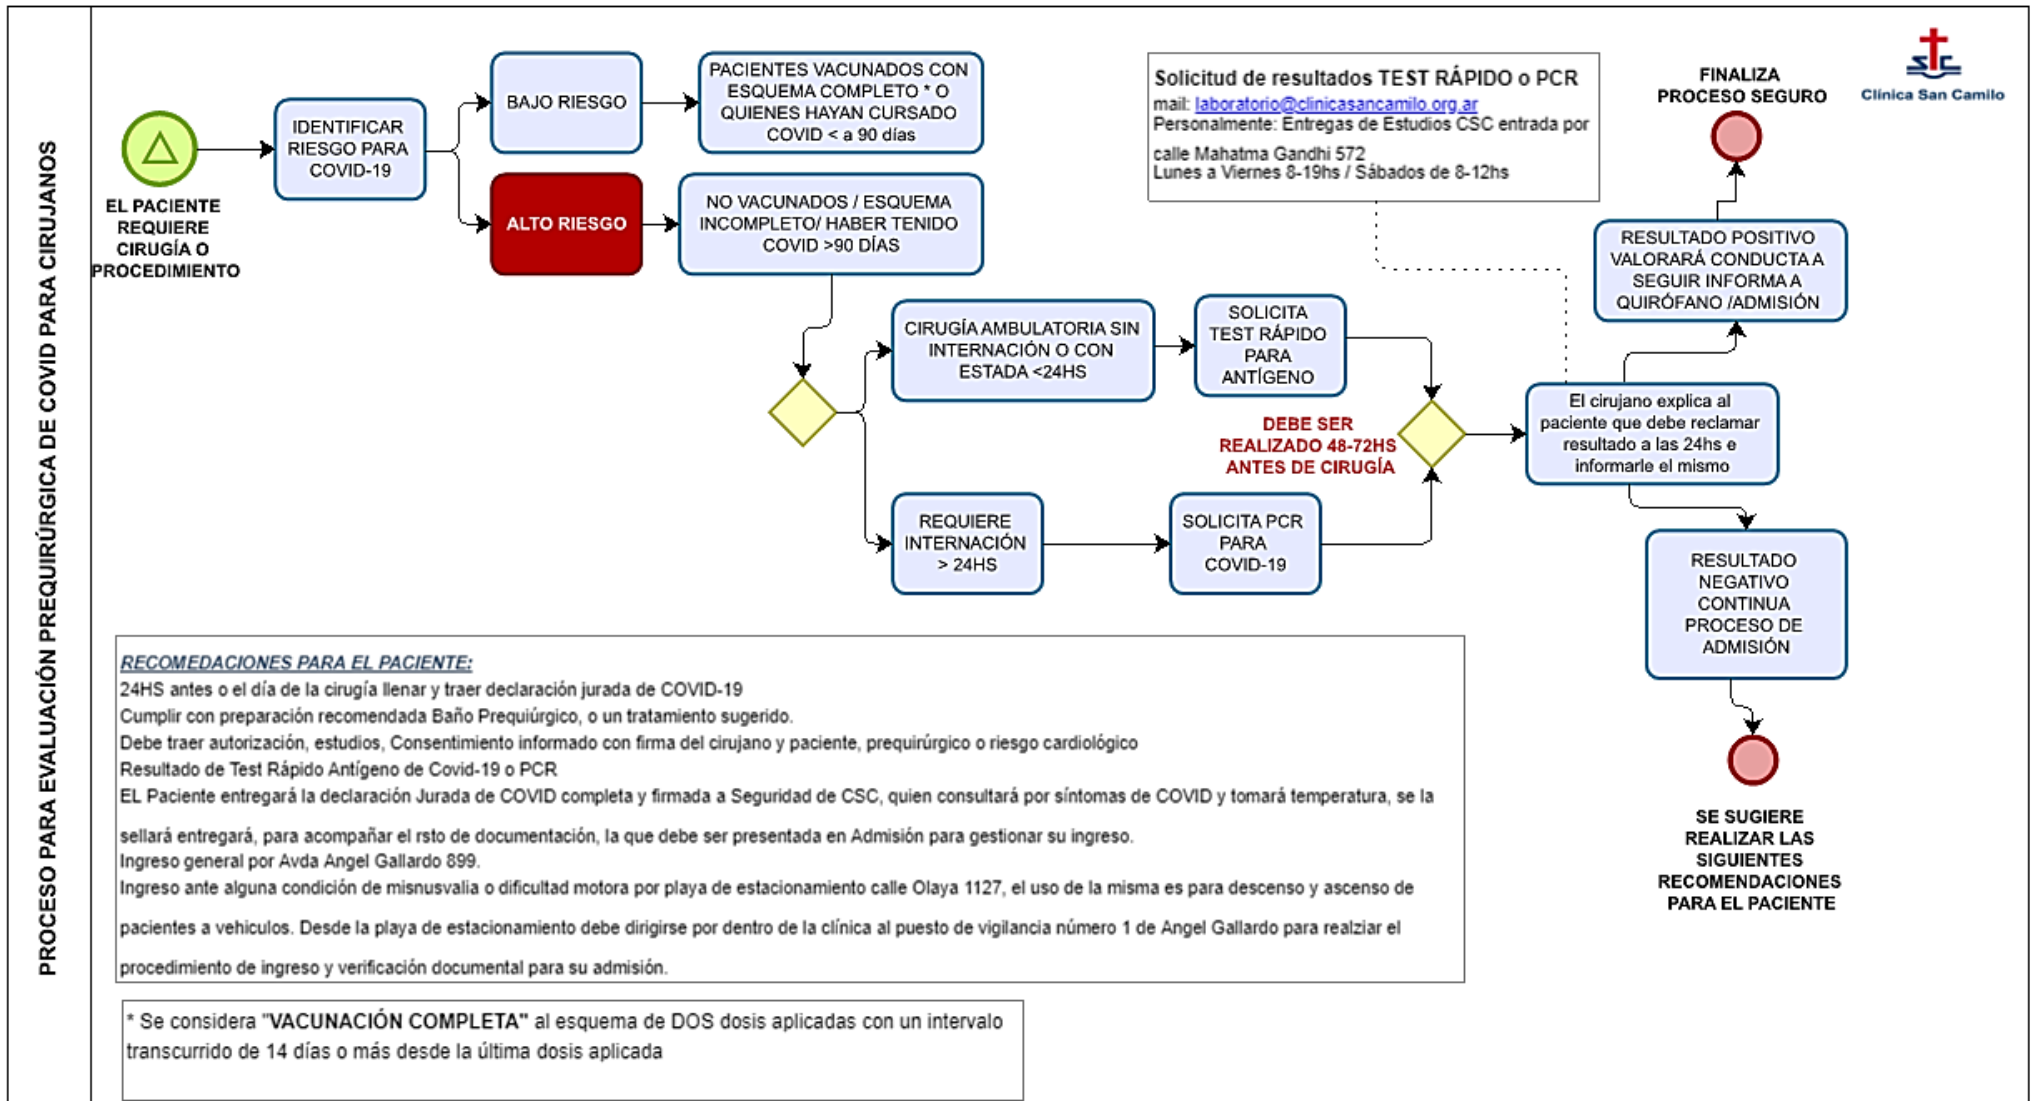 PROCESO PARA EVALUACIÓN PREQUIRÚRGICA DE COVID PARA CIRUJANOS
EL PACIENTE
REQUIERE
CIRUGÍA O
PROCEDIMIENTO
IDENTIFICAR
RIESGO PARA
COVID-19
BAJO RIESGO
PACIENTES VACUNADOS CON
ESQUEMA COMPLETO * O
QUIENES HAYAN CURSADO
COVID < a 90 días
ALTO RIESGO
NO VACUNADOS / ESQUEMA
INCOMPLETO/ HABER TENIDO
COVID >90 DÍAS
Solicitud de resultados TEST RÁPIDO o PCR
mail: laboratorio@clinicasancamilo.org.ar
Personalmente: Entregas de Estudios CSC entrada por
calle Mahatma Gandhi 572
Lunes a Viernes 8-19hs / Sábados de 8-12hs
FINALIZA
PROCESO SEGURO
Clínica San Camilo
RESULTADO POSITIVO
VALORARÁ CONDUCTA A
SEGUIR INFORMA A
QUIRÓFANO /ADMISIÓN
CIRUGÍA AMBULATORIA SIN
INTERNACIÓN O CON
ESTADA <24HS
SOLICITA
TEST RÁPIDO
PARA
ANTÍGENO
DEBE SER
REALIZADO 48-72HS
ANTES DE CIRUGÍA
El cirujano explica al
paciente que debe reclamar
resultado a las 24hs e
informarle el mismo
REQUIERE
INTERNACIÓN
> 24HS
SOLICITA PCR
PARA
COVID-19
RESULTADO
NEGATIVO
CONTINUA
PROCESO DE
ADMISIÓN
SE SUGIERE
REALIZAR LAS
SIGUIENTES
RECOMENDACIONES
PARA EL PACIENTE
RECOMEDACIONES PARA EL PACIENTE:
24HS antes o el día de la cirugía llenar y traer declaración jurada de COVID-19
Cumplir con preparación recomendada Baño Prequiúrgico, o un tratamiento sugerido.
Debe traer autorización, estudios, Consentimiento informado con firma del cirujano y paciente, prequirúrgico o riesgo cardiológico
Resultado de Test Rápido Antígeno de Covid-19 o PCR
EL Paciente entregará la declaración Jurada de COVID completa y firmada a Seguridad de CSC, quien consultará por síntomas de COVID y tomará temperatura, se la
sellará entregará, para acompañar el rsto de documentación, la que debe ser presentada en Admisión para gestionar su ingreso.
Ingreso general por Avda Angel Gallardo 899.
Ingreso ante alguna condición de misnusvalia o dificultad motora por playa de estacionamiento calle Olaya 1127, el uso de la misma es para descenso y ascenso de
pacientes a vehiculos. Desde la playa de estacionamiento debe dirigirse por dentro de la clínica al puesto de vigilancia número 1 de Angel Gallardo para realziar el
procedimiento de ingreso y verificación documental para su admisión.
* Se considera "VACUNACIÓN COMPLETA" al esquema de DOS dosis aplicadas con un intervalo
transcurrido de 14 días o más desde la última dosis aplicada